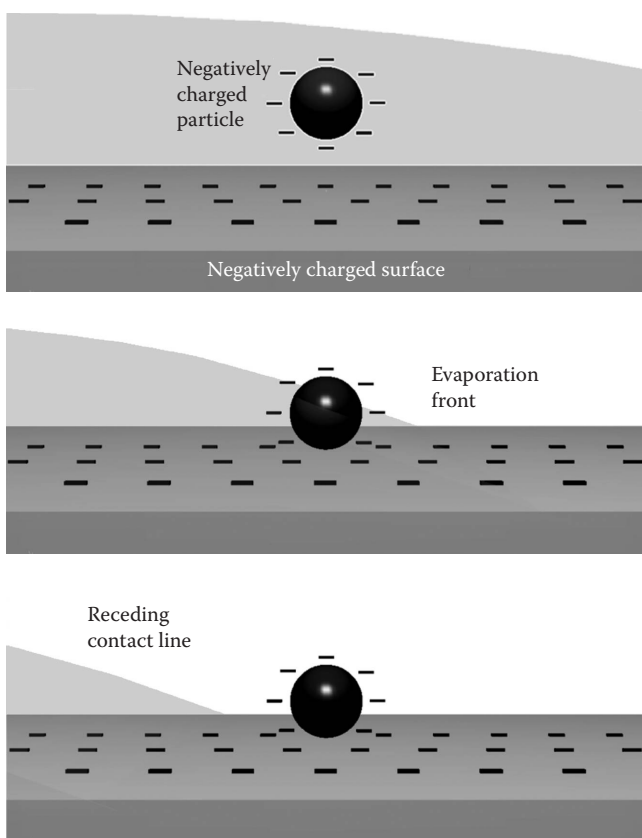 Negatively
charged
particle
Negatively charged surface
Evaporation
front
Receding
contact line